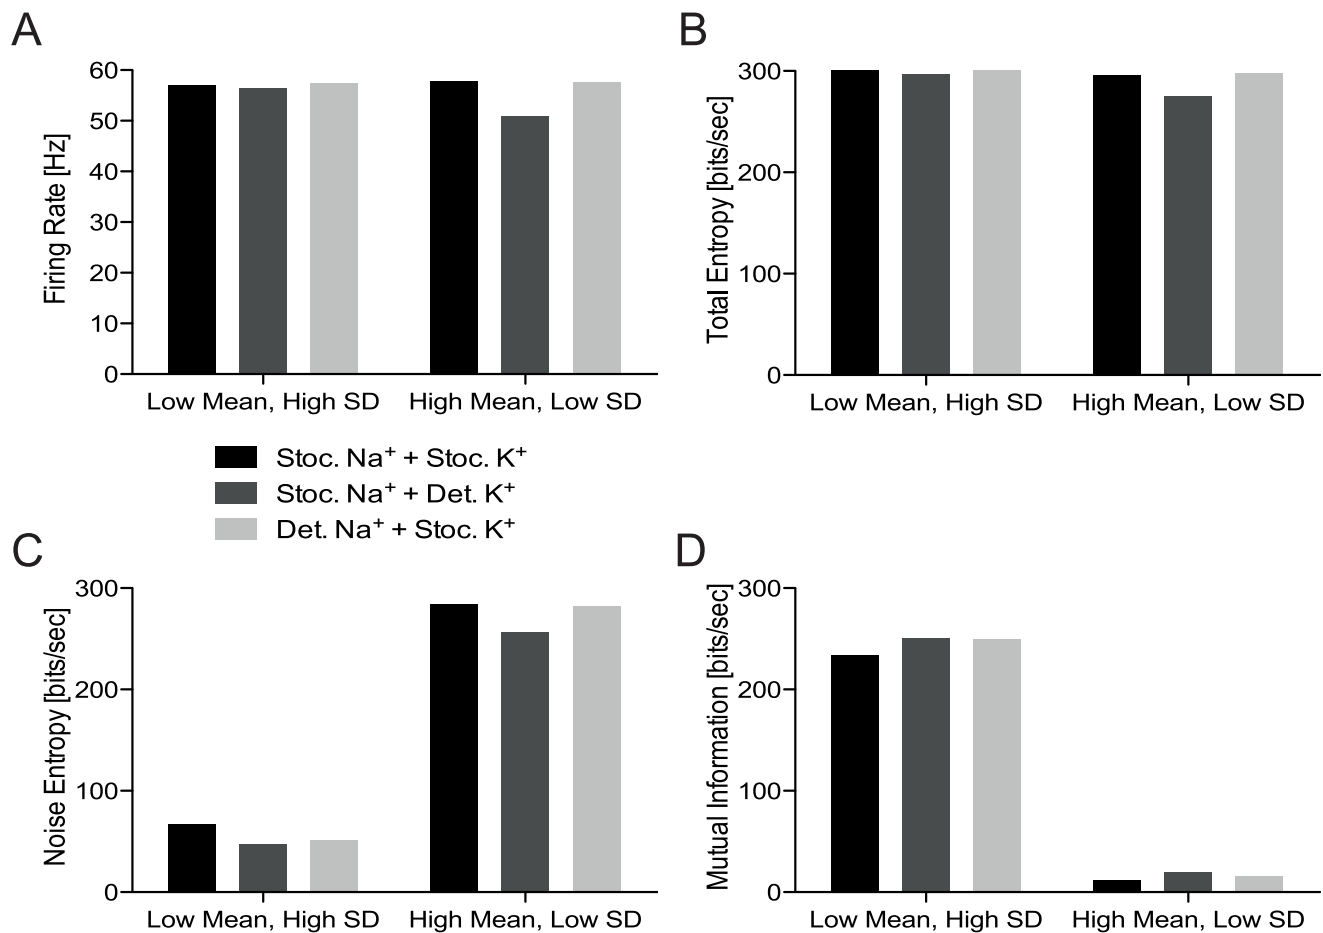 A
Firing Rate [Hz]
60
50
40
30
20
10
0
Low Mean, High SD
High Mean, Low SD
B
Total Entropy [bits/sec]
300
200
100
0
Low Mean, High SD
High Mean, Low SD
Stoc. Na⁺ + Stoc. K⁺
Stoc. Na⁺ + Det. K⁺
Det. Na⁺ + Stoc. K⁺
C
Noise Entropy [bits/sec]
300
200
100
0
Low Mean, High SD
High Mean, Low SD
D
Mutual Information [bits/sec]
300
200
100
0
Low Mean, High SD
High Mean, Low SD